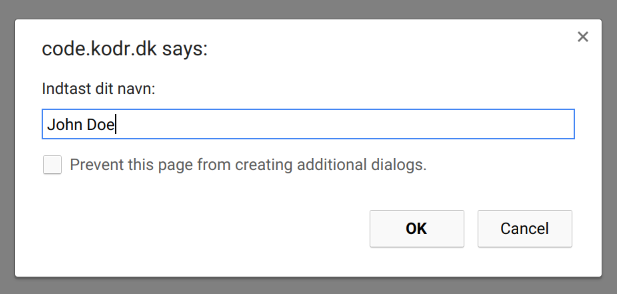 code.kodr.dk says:
Indtast dit navn:
John Doe
Prevent this page from creating additional dialogs.
OK Cancel